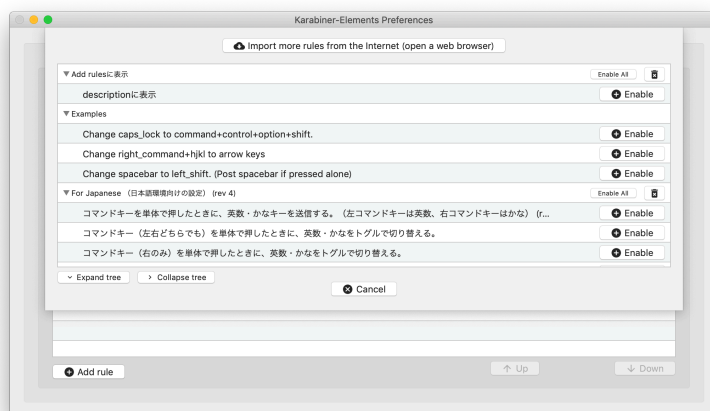 Karabiner-Elements Preferences
Import more rules from the Internet (open a web browser)
Add rulesに表示
Enable All
descriptionに表示
Enable
Examples
Change caps_lock to command+control+option+shift.
Enable
Change right_command+hjkl to arrow keys
Enable
Change spacebar to left_shift. (Post spacebar if pressed alone)
Enable
For Japanese （日本語環境向けの設定） (rev 4)
Enable All
コマンドキーを単体で押したときに、英数・かなキーを送信する。（左コマンドキーは英数、右コマンドキーはかな） (r...
Enable
コマンドキー（左右どちらでも）を単体で押したときに、英数・かなをトグルで切り替える。
Enable
コマンドキー（右のみ）を単体で押したときに、英数・かなをトグルで切り替える。
Enable
Expand tree
Collapse tree
Cancel
Add rule
Up
Down